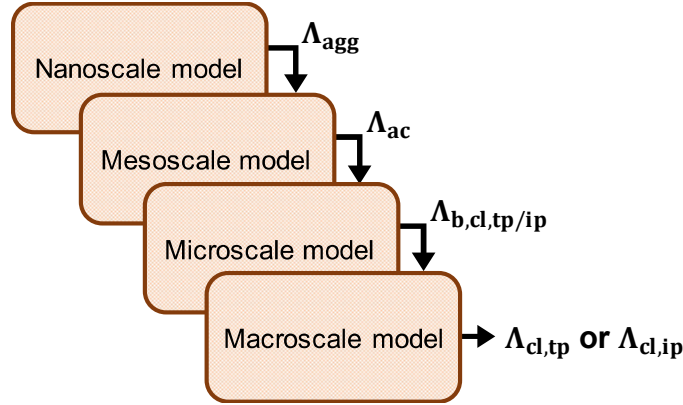 Λagg
Nanoscale model
Λac
Mesoscale model
Λb,cl,tp/ip
Microscale model
Macroscale model
Λcl,tp or Λcl,ip